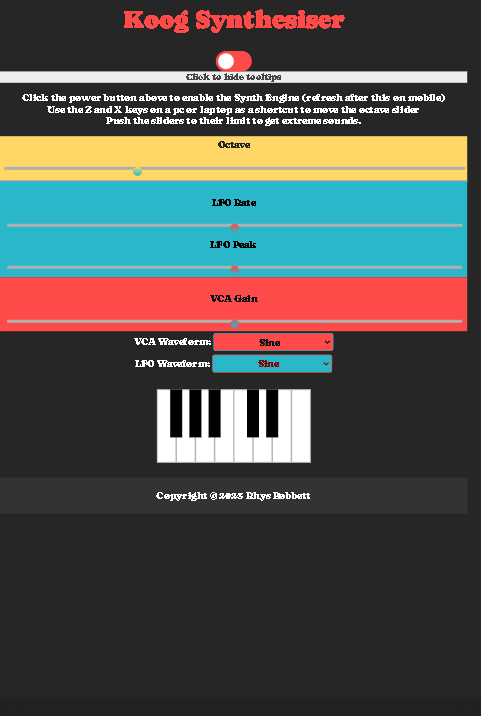 Koog Synthesiser
Click to hide tooltips
Click the power button above to enable the Synth Engine (refresh after this on mobile)
Use the Z and X keys on a pc or laptop as a shortcut to move the octave slider
Push the sliders to their limit to get extreme sounds.
Octave
LFO Rate
LFO Peak
VCA Gain
VCA Waveform: Sine
LFO Waveform: Sine
Copyright @2023 Rhys Bobbett